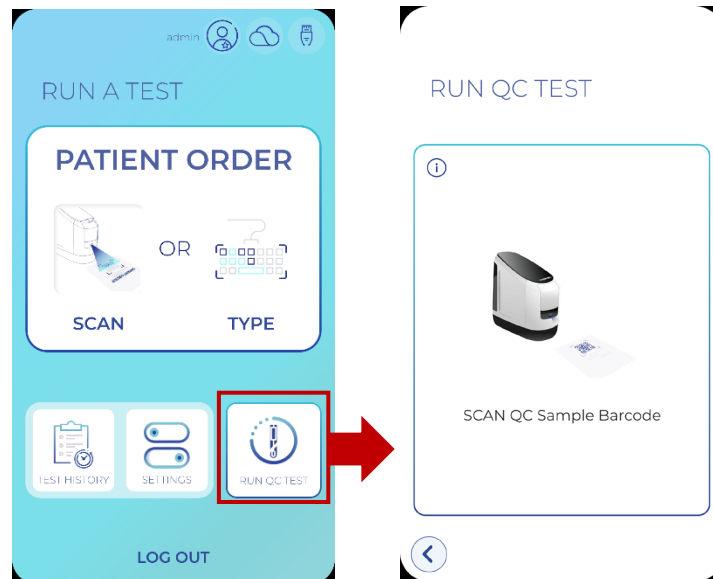 admin
RUN A TEST
PATIENT ORDER
OR
SCAN TYPE
TEST HISTORY SETTINGS RUN QC TEST
LOG OUT
RUN QC TEST
SCAN QC Sample Barcode